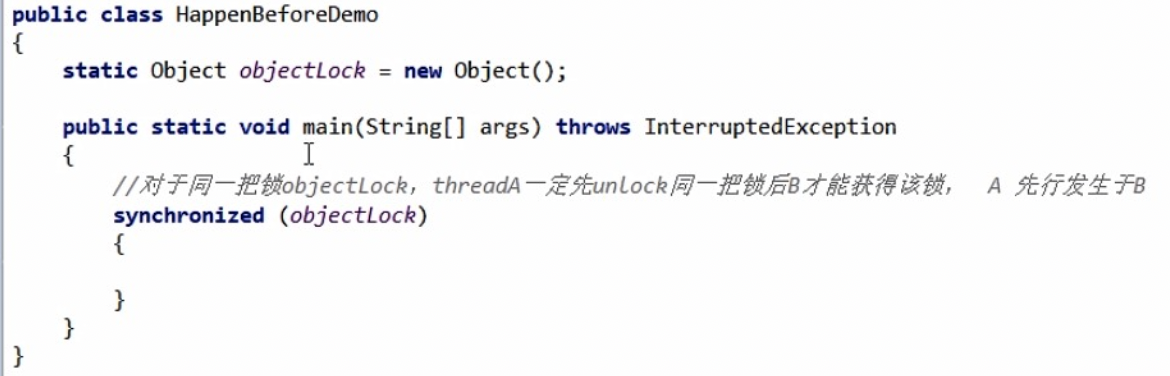 public class HappenBeforeDemo
{
    static Object objectLock = new Object();
    public static void main(String[] args) throws InterruptedException
    {
        //对于同一把锁objectLock，threadA一定先unlock同一把锁后B才能获得该锁， A 先行发生于B
        synchronized (objectLock)
        {
        }
    }
}